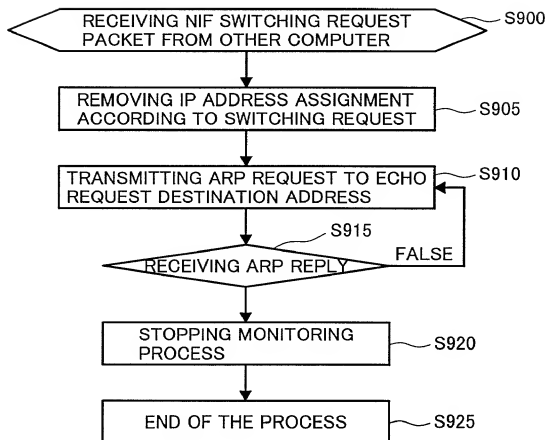 RECEIVING NIF SWITCHING REQUEST
PACKET FROM OTHER COMPUTER
S900
REMOVING IP ADDRESS ASSIGNMENT
ACCORDING TO SWITCHING REQUEST
S905
TRANSMITTING ARP REQUEST TO ECHO
REQUEST DESTINATION ADDRESS
S910
S915
RECEIVING ARP REPLY
FALSE
STOPPING MONITORING
PROCESS
S920
END OF THE PROCESS
S925